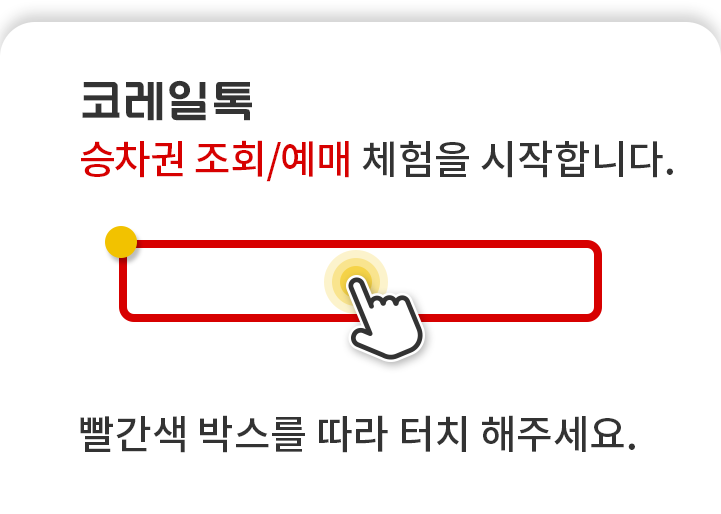 코레일톡
승차권 조회/예매 체험을 시작합니다.
빨간색 박스를 따라 터치 해주세요.